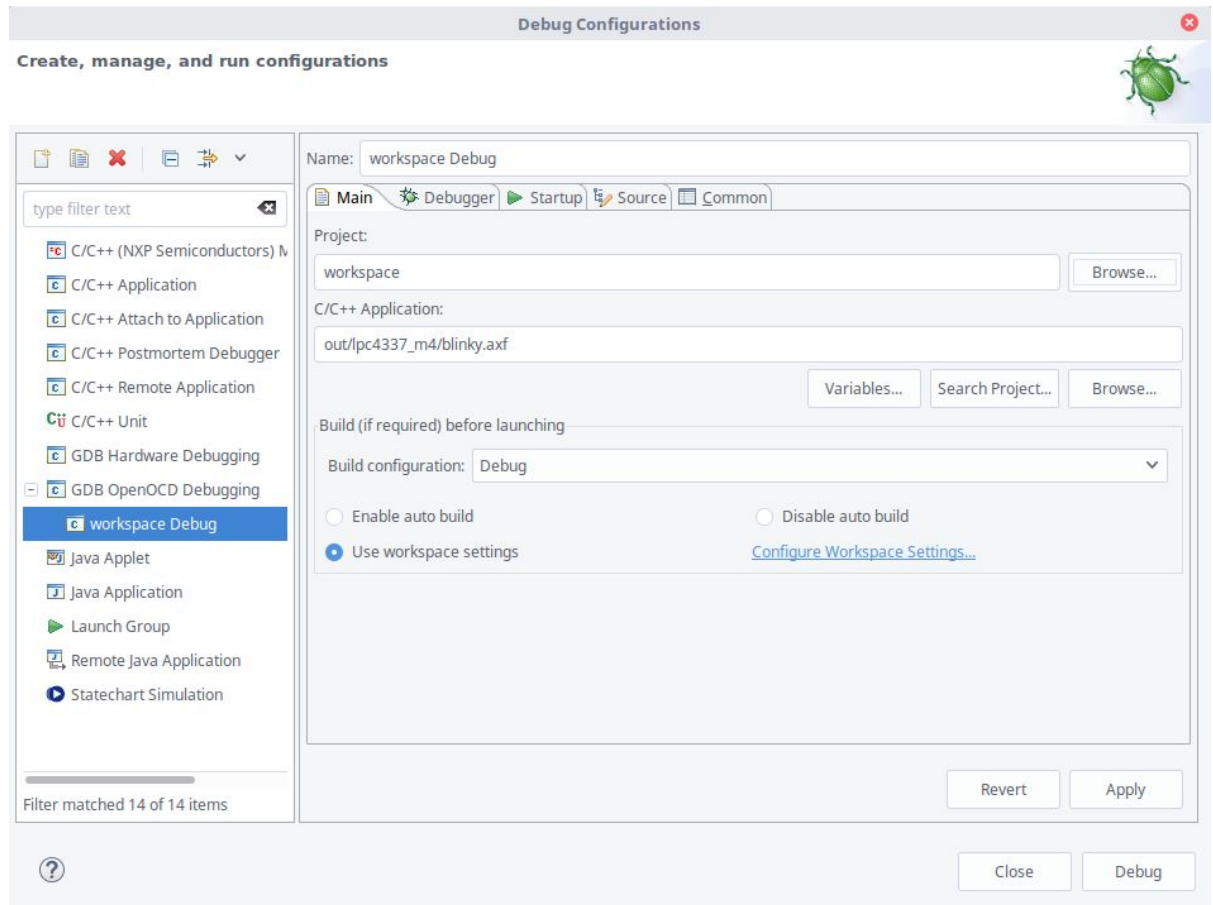 Debug Configurations
Create, manage, and run configurations
type filter text
C/C++ (NXP Semiconductors) M
C/C++ Application
C/C++ Attach to Application
C/C++ Postmortem Debugger
C/C++ Remote Application
C/C++ Unit
GDB Hardware Debugging
GDB OpenOCD Debugging
workspace Debug
Java Applet
Java Application
Launch Group
Remote Java Application
Statechart Simulation
Filter matched 14 of 14 items
Name: workspace Debug
Main Debugger Startup Source Common
Project:
workspace Browse...
C/C++ Application:
out/lpc4337_m4/blinky.axf
Variables... Search Project... Browse...
Build (if required) before launching
Build configuration: Debug
Enable auto build Disable auto build
Use workspace settings Configure Workspace Settings...
Revert Apply
Close Debug